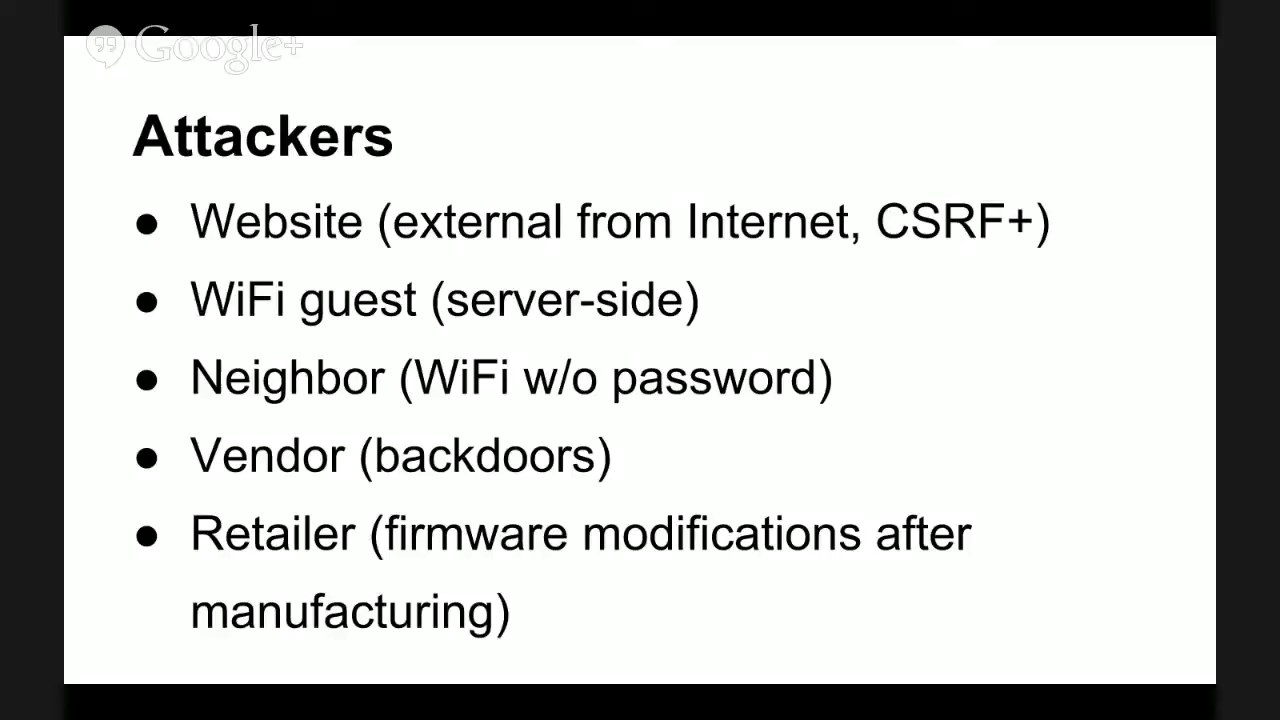 Google+
Attackers
● Website (external from Internet, CSRF+)
● WiFi guest (server-side)
● Neighbor (WiFi w/o password)
● Vendor (backdoors)
● Retailer (firmware modifications after
manufacturing)